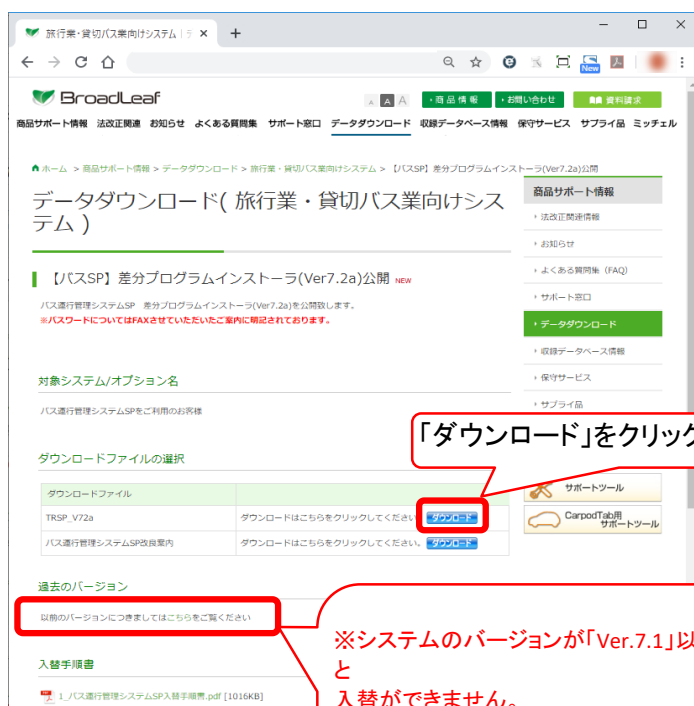 旅行業・貸切バス業向けシステム | デ
New
BroadLeaf
A A A
商品情報
お問い合わせ
資料請求
商品サポート情報 法改正関連 お知らせ よくある質問集 サポート窓口 データダウンロード 収録データベース情報 保守サービス サプライ品 ミッチェル
ホーム > 商品サポート情報 > データダウンロード > 旅行業・貸切バス業向けシステム > 【バスSP】差分プログラムインストーラ(Ver7.2a)公開
データダウンロード( 旅行業・貸切バス業向けシス
テム )
【バスSP】差分プログラムインストーラ(Ver7.2a)公開 NEW
バス運行管理システムSP 差分プログラムインストーラ(Ver7.2a)を公開致します。
※パスワードについてはFAXさせていただいたご案内に明記されております。
対象システム/オプション名
バス運行管理システムSPをご利用のお客様
ダウンロードファイルの選択
ダウンロードファイル
TRSP_V72a ダウンロードはこちらをクリックしてください ダウンロード
バス運行管理システムSP改良案内 ダウンロードはこちらをクリックしてください。 ダウンロード
過去のバージョン
以前のバージョンにつきましてはこちらをご覧ください
入替手順書
1_バス運行管理システムSP入替手順書.pdf [1016KB]
商品サポート情報
法改正関連情報
お知らせ
よくある質問集（FAQ）
サポート窓口
データダウンロード
収録データベース情報
保守サービス
サプライ品
「ダウンロード」をクリック
サポートツール
CarpodTab用
サポートツール
※システムのバージョンが「Ver.7.1」以
と
入替ができません。